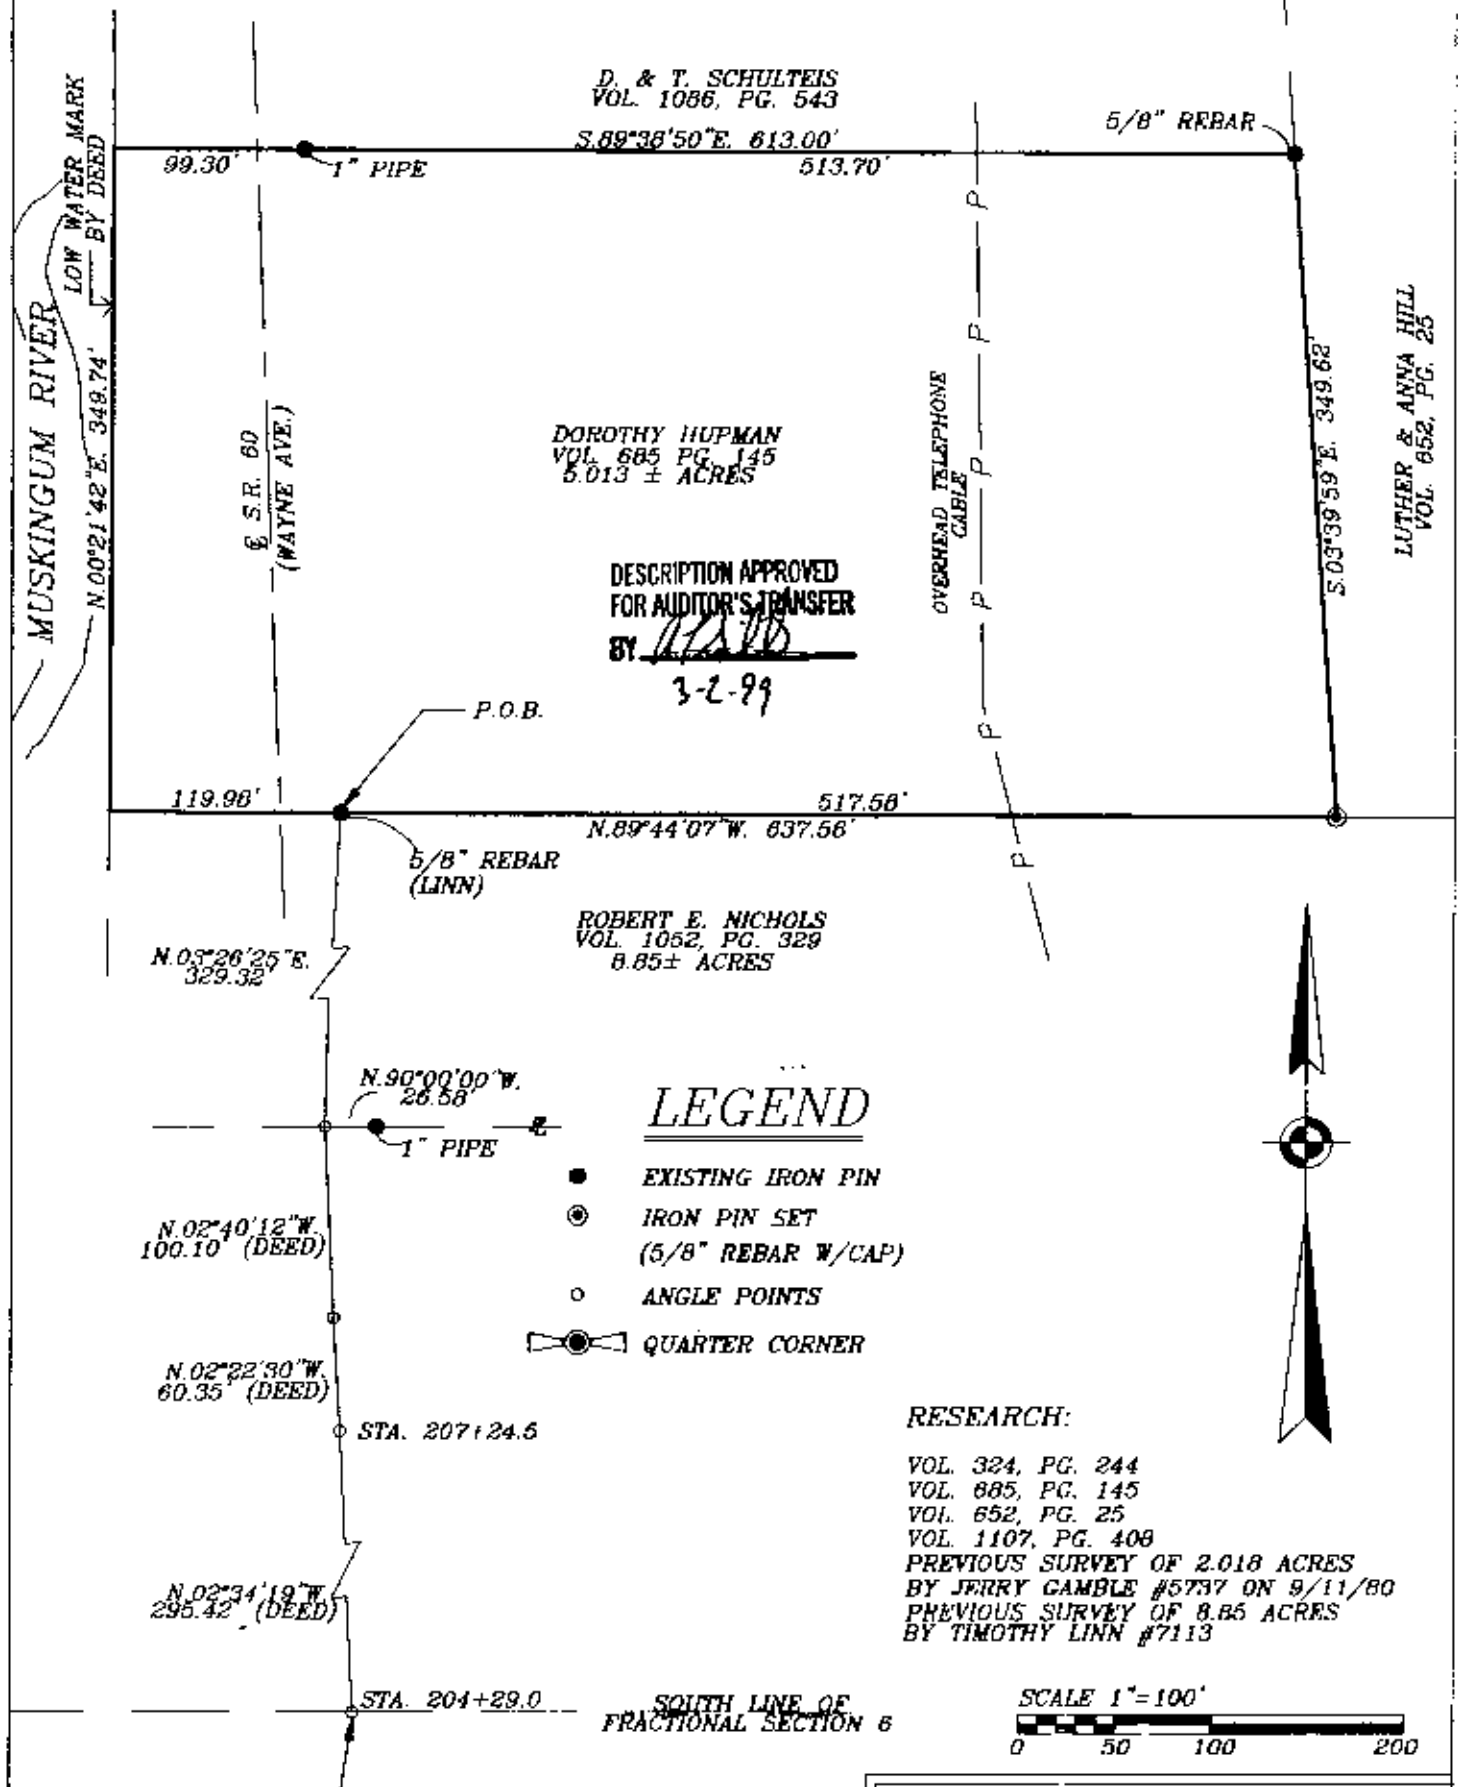 D. & T. SCHULTEIS
VOL. 1086, PG. 543
5/8" REBAR
S.89°38'50"E. 613.00'
99.30'
1" PIPE
513.70'
LOW WATER MARK
BY DEED
MUSKINGUM RIVER
N.00°21'42"E. 349.74'
℄ S.R. 60
(WAYNE AVE.)
DOROTHY HUPMAN
VOL. 685 PG. 145
5.013 ± ACRES
OVERHEAD TELEPHONE
CABLE
P
P
P
P
P
P
P
S.03°39'59"E. 349.62'
LUTHER & ANNA HILL
VOL. 652, PG. 25
DESCRIPTION APPROVED
FOR AUDITOR'S TRANSFER
BY
3-2-99
P.O.B.
119.98'
517.58'
N.89°44'07"W. 637.56'
5/8" REBAR
(LINN)
ROBERT E. NICHOLS
VOL. 1052, PG. 329
8.85± ACRES
N.03°26'25"E.
329.32'
N.90°00'00"W.
26.58'
1" PIPE
LEGEND
EXISTING IRON PIN
IRON PIN SET
(5/8" REBAR W/CAP)
ANGLE POINTS
QUARTER CORNER
N.02°40'12"W.
100.10' (DEED)
N.02°22'30"W.
60.35' (DEED)
STA. 207+24.5
N.02°34'19"W.
295.42' (DEED)
STA. 204+29.0
SOUTH LINE OF
FRACTIONAL SECTION 6
RESEARCH:
VOL. 324, PG. 244
VOL. 685, PG. 145
VOL. 652, PG. 25
VOL. 1107, PG. 408
PREVIOUS SURVEY OF 2.018 ACRES
BY JERRY GAMBLE #5737 ON 9/11/80
PREVIOUS SURVEY OF 8.85 ACRES
BY TIMOTHY LINN #7113
SCALE 1"=100'
0 50 100 200